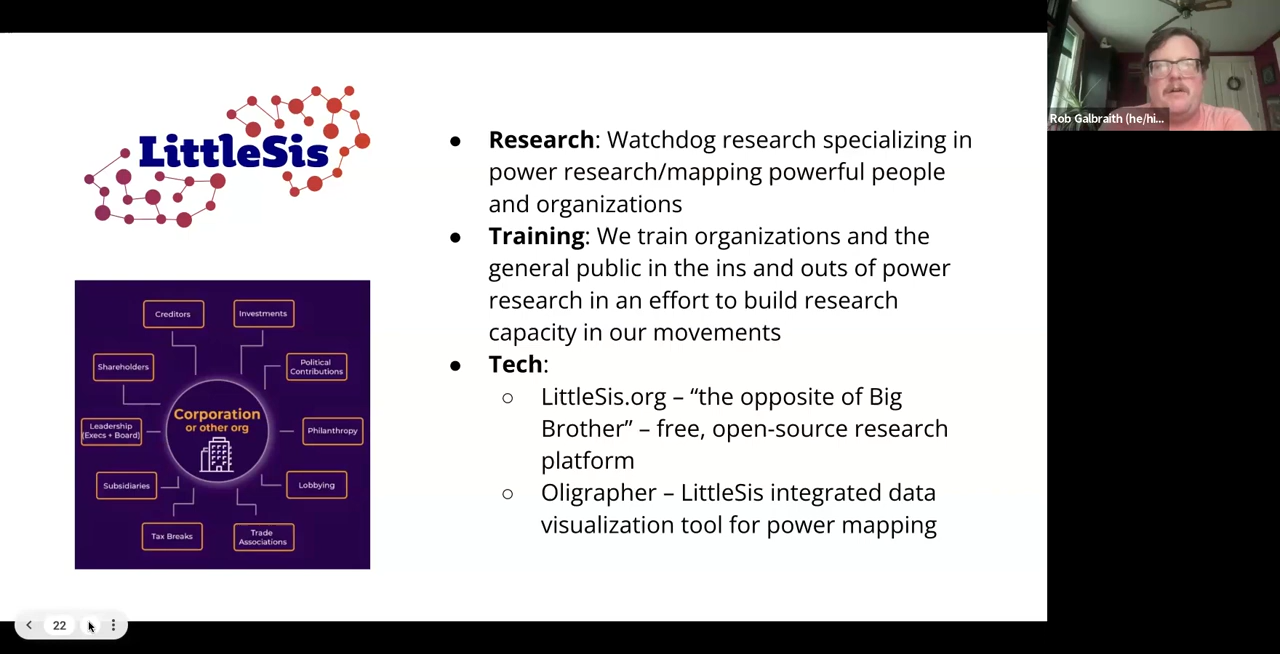 LittleSis
Rob Galbraith (he/hi...
● Research: Watchdog research specializing in
power research/mapping powerful people
and organizations
● Training: We train organizations and the
general public in the ins and outs of power
research in an effort to build research
capacity in our movements
● Tech:
○ LittleSis.org – “the opposite of Big
Brother” – free, open-source research
platform
○ Oligrapher – LittleSis integrated data
visualization tool for power mapping
Creditors
Investments
Shareholders
Political
Contributions
Corporation
or other org
Leadership
(Execs + Board)
Philanthropy
Subsidiaries
Lobbying
Tax Breaks
Trade
Associations
22